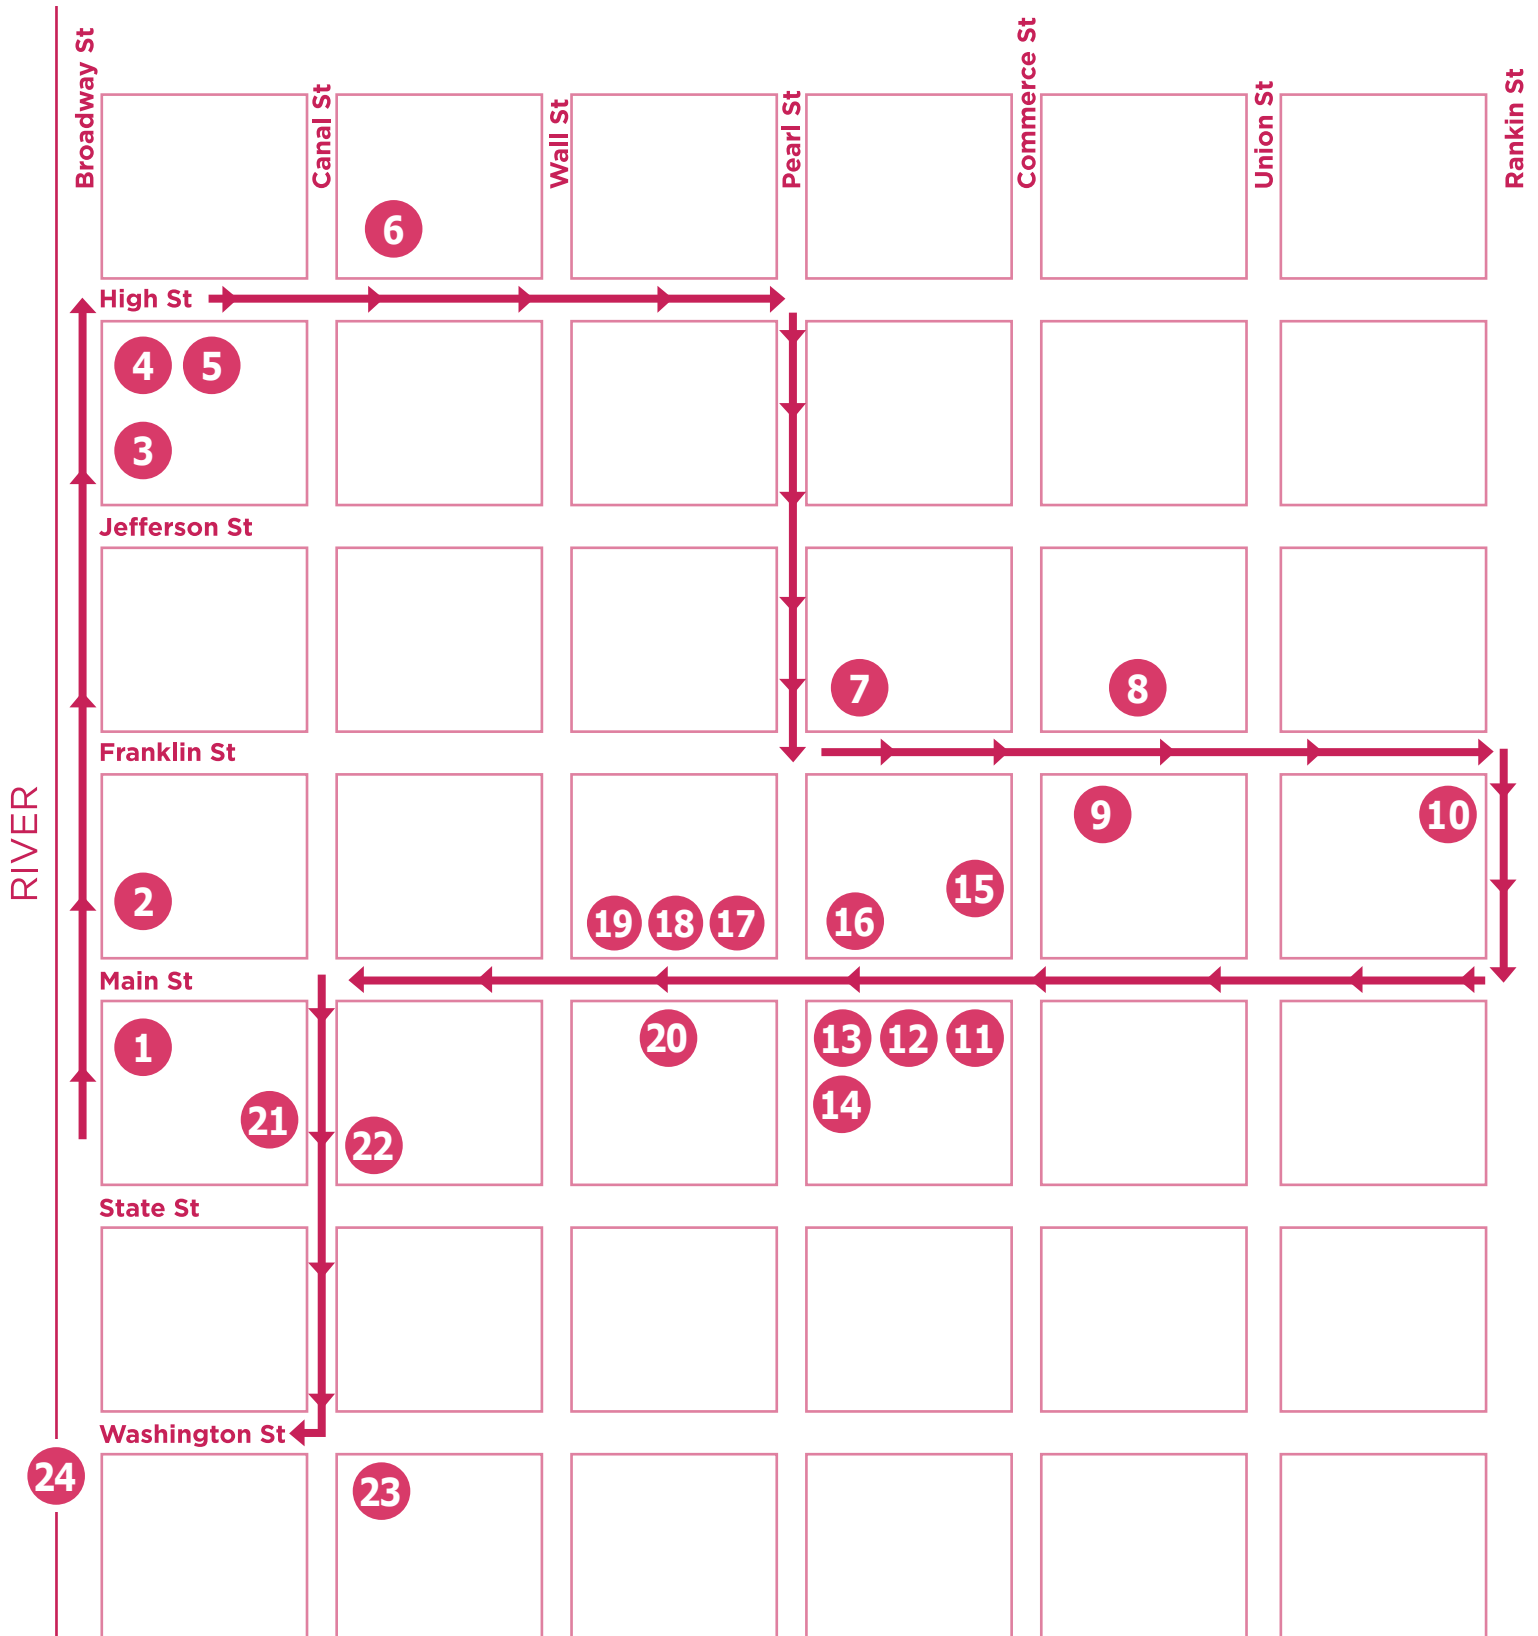 Broadway St
Canal St
Wall St
Pearl St
Commerce St
Union St
Rankin St
6
High St
4 5
3
Jefferson St
7 8
Franklin St
RIVER
9 10
2
19 18 17 16 15
Main St
1
20
13 12 11
14
21
22
State St
Washington St
24
23